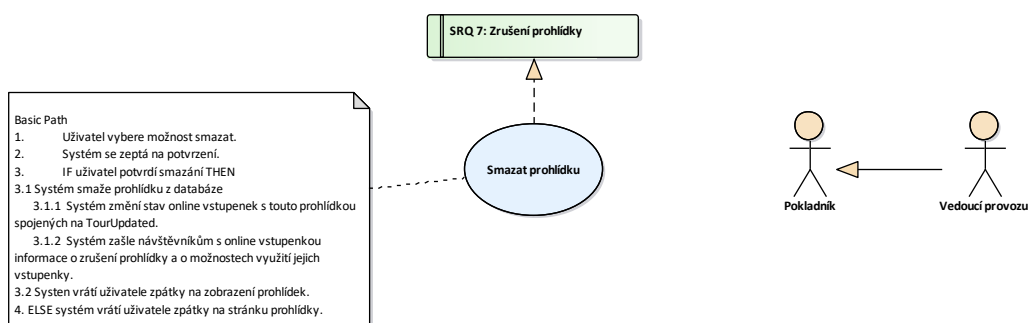 SRQ 7: Zrušení prohlídky
Basic Path
1. Uživatel vybere možnost smazat.
2. Systém se zeptá na potvrzení.
3. IF uživatel potvrdí smazání THEN
3.1 Systém smaže prohlídku z databáze
3.1.1 Systém změní stav online vstupenek s touto prohlídkou
spojených na TourUpdated.
3.1.2 Systém zašle návštěvníkům s online vstupenkou
informace o zrušení prohlídky a o možnostech využití jejich
vstupenky.
3.2 Systen vrátí uživatele zpátky na zobrazení prohlídek.
4. ELSE systém vrátí uživatele zpátky na stránku prohlídky.
Smazat prohlídku
Pokladník
Vedoucí provozu